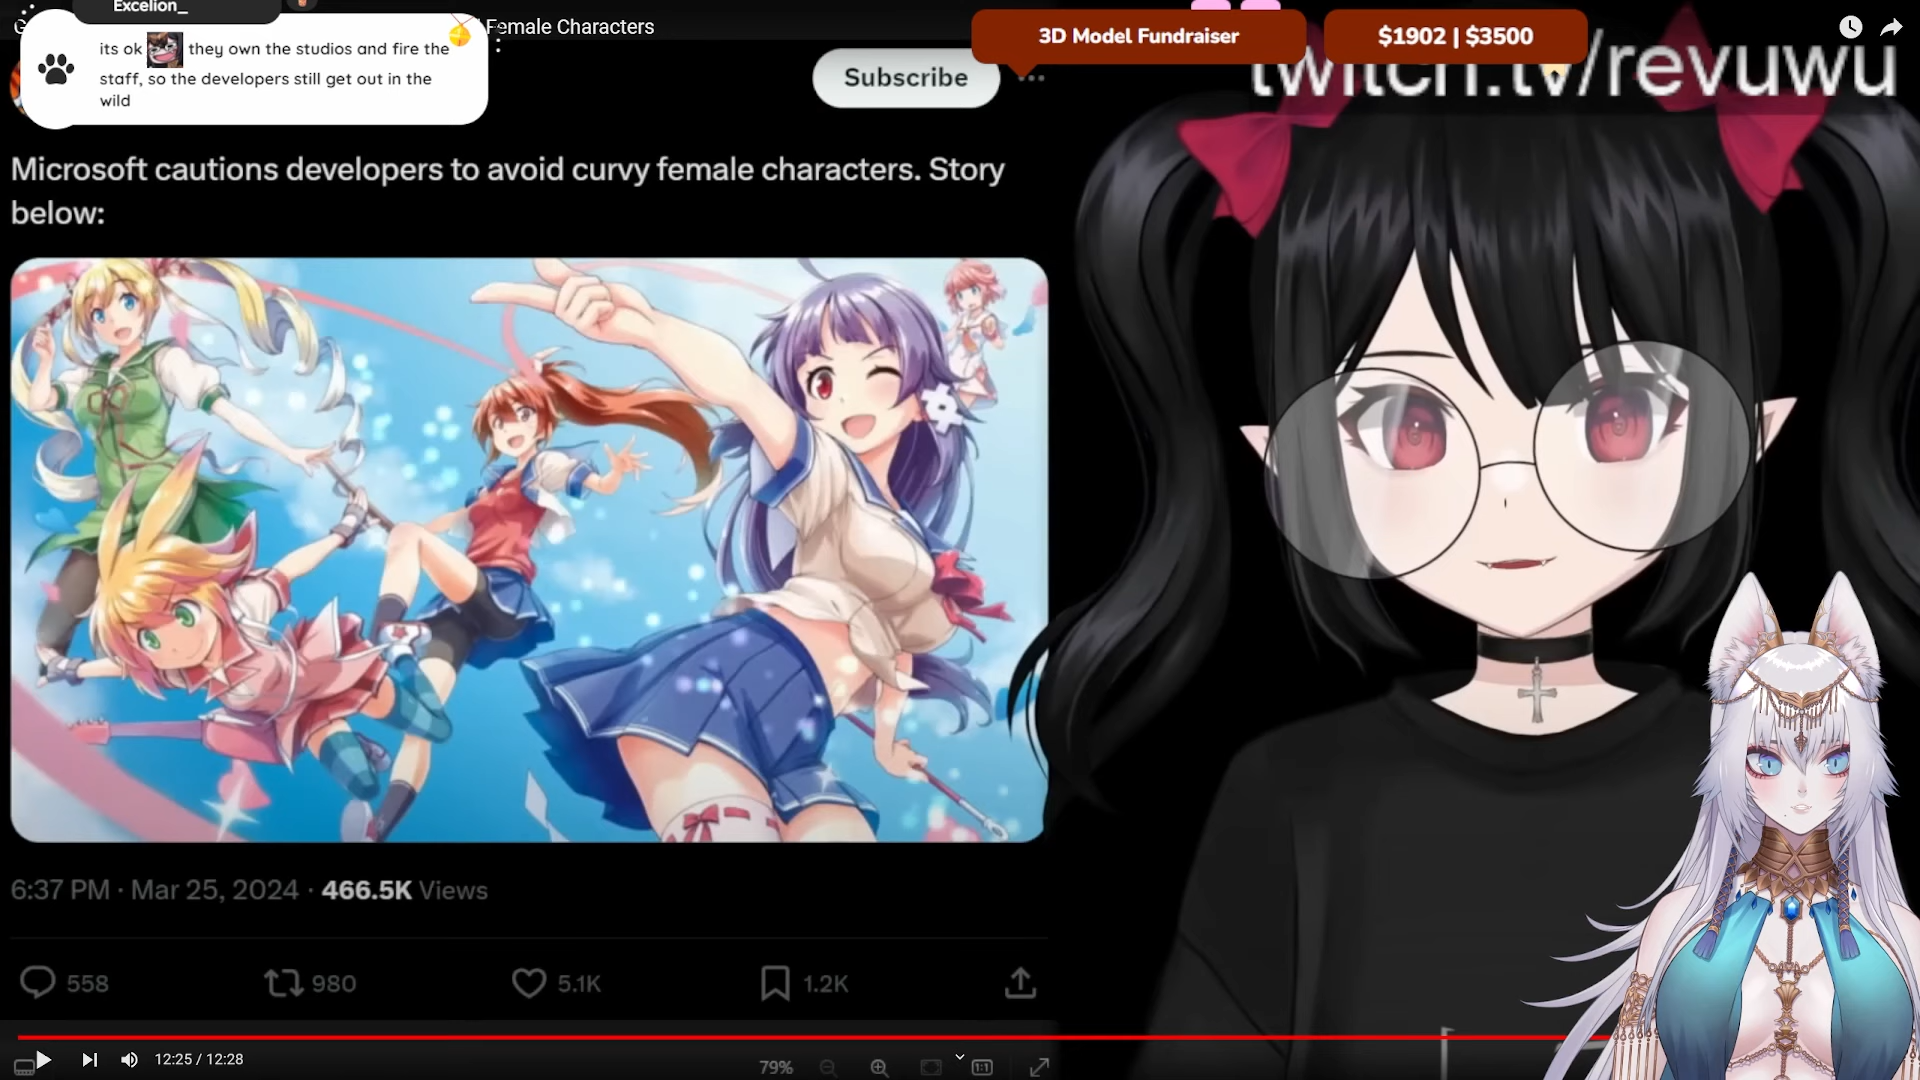 Excelion_
Female Characters
its ok they own the studios and fire the
staff, so the developers still get out in the
wild
Subscribe
3D Model Fundraiser
$1902 | $3500
twitch.tv/revuwu
Microsoft cautions developers to avoid curvy female characters. Story
below:
6:37 PM · Mar 25, 2024 · 466.5K Views
558
980
5.1K
1.2K
12:25 / 12:28
79%
1:1